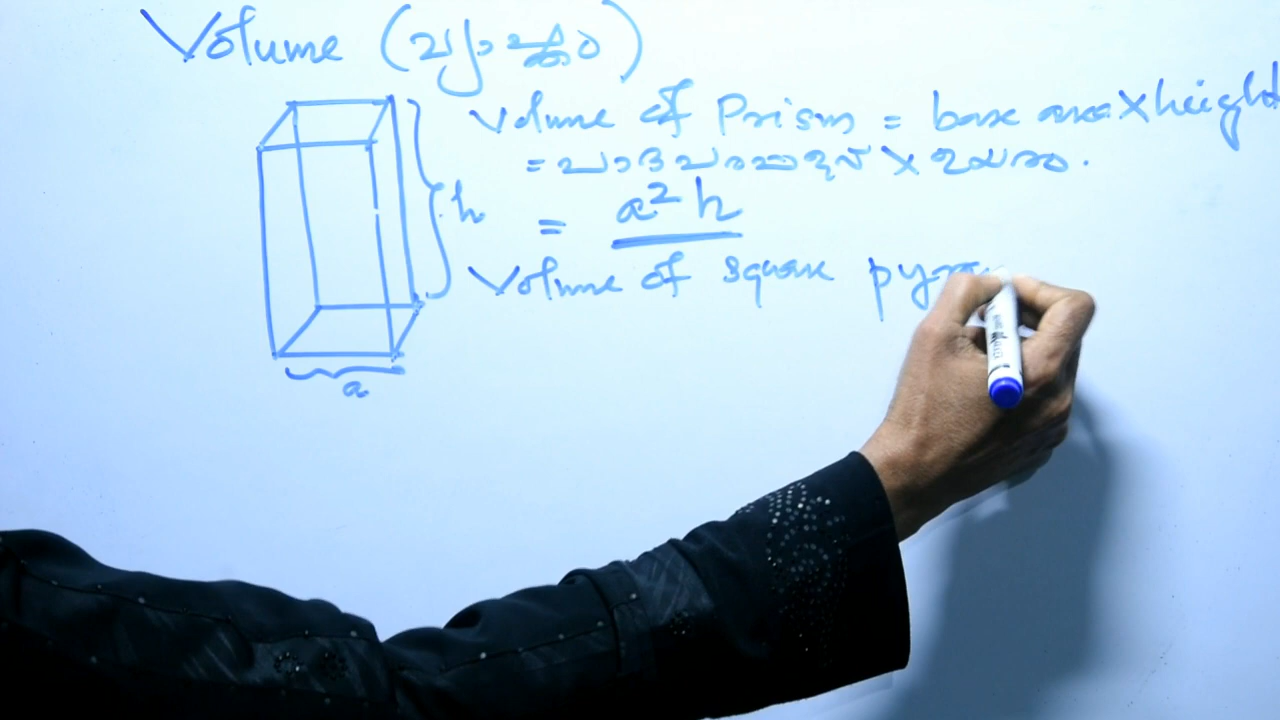 Volume (വ്യാപ്തം)
Volume of Prism = base area × height
= പാദപരപ്പളവ് × ഉയരം.
h
= a²h
Volume of square
a